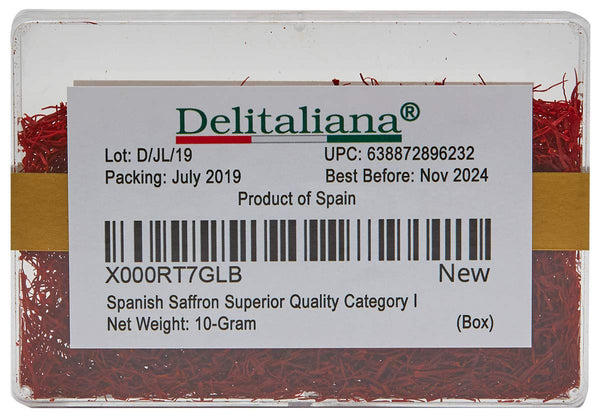 Delitaliana®
Lot: D/JL/19 UPC: 638872896232
Packing: July 2019 Best Before: Nov 2024
Product of Spain
X000RT7GLB New
Spanish Saffron Superior Quality Category I
Net Weight: 10-Gram (Box)